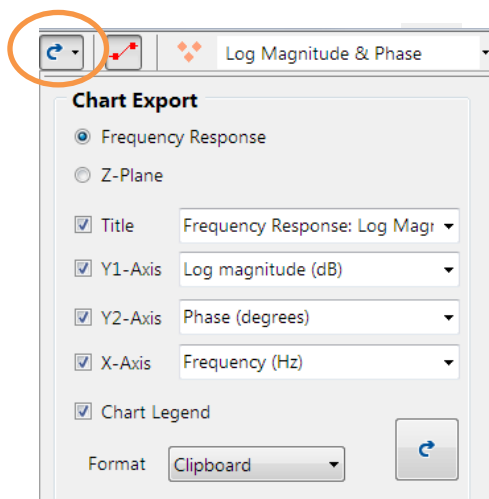 Log Magnitude & Phase
Chart Export
Frequency Response
Z-Plane
Title Frequency Response: Log Magr
Y1-Axis Log magnitude (dB)
Y2-Axis Phase (degrees)
X-Axis Frequency (Hz)
Chart Legend
Format Clipboard